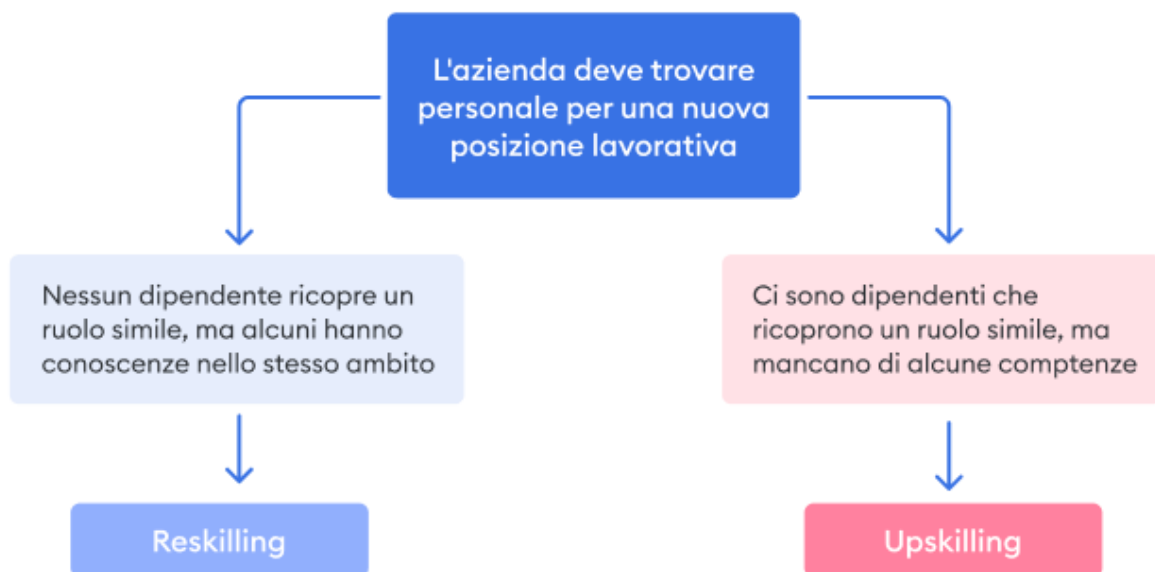 L'azienda deve trovare
personale per una nuova
posizione lavorativa
Nessun dipendente ricopre un
ruolo simile, ma alcuni hanno
conoscenze nello stesso ambito
Ci sono dipendenti che
ricoprono un ruolo simile, ma
mancano di alcune comptenze
Reskilling
Upskilling